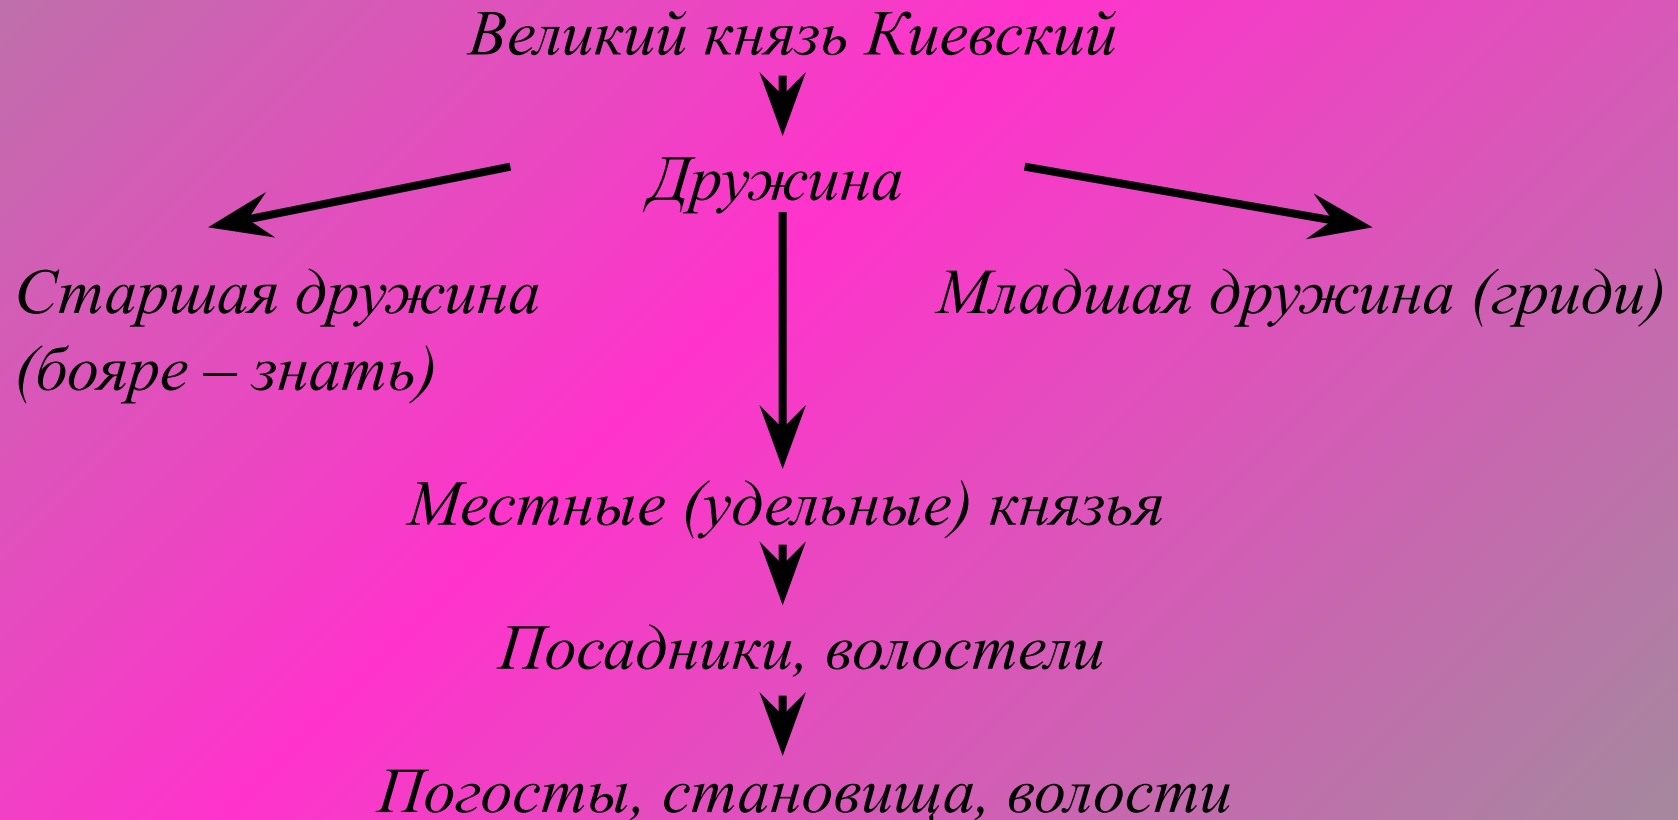 Великий князь Киевский
Дружина
Старшая дружина
(бояре – знать)
Младшая дружина (гриди)
Местные (удельные) князья
Посадники, волостели
Погосты, становища, волости